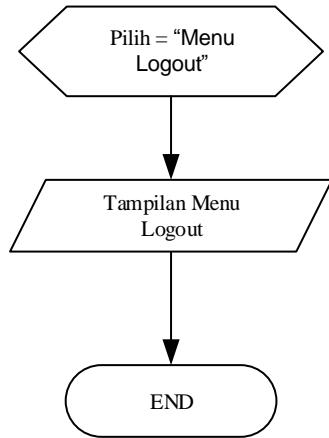 Pilih = “Menu
Logout”
Tampilan Menu
Logout
END